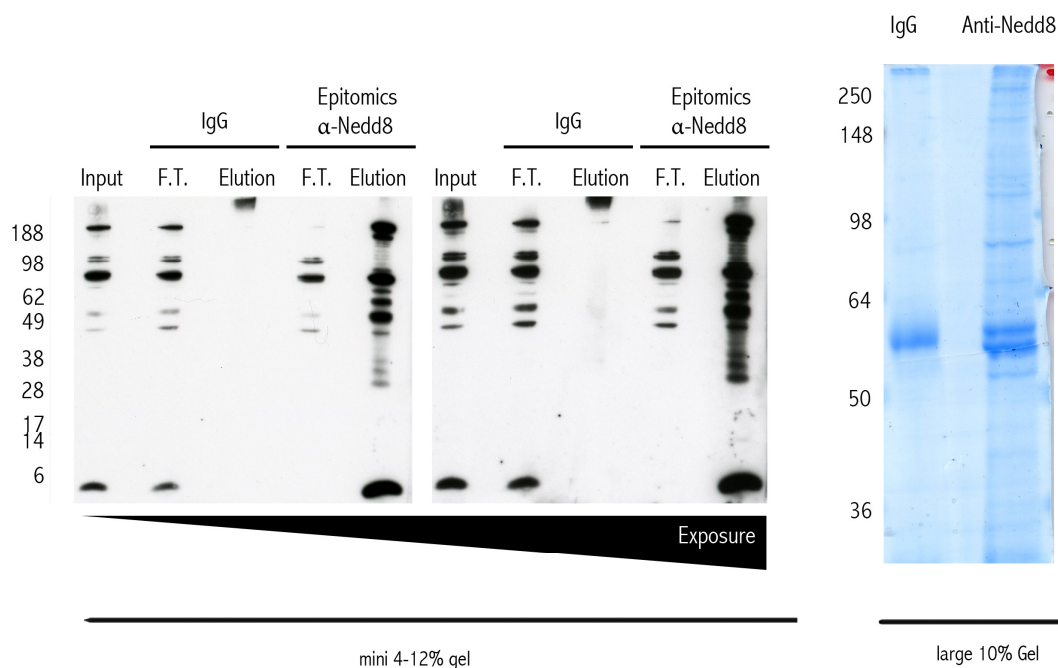 IgG Anti-Nedd8
Epitomics Epitomics
IgG α-Nedd8 IgG α-Nedd8
Input F.T. Elution F.T. Elution Input F.T. Elution F.T. Elution
188
98
62
49
38
28
17
14
6
250
148
98
64
50
36
Exposure
mini 4-12% gel
large 10% Gel